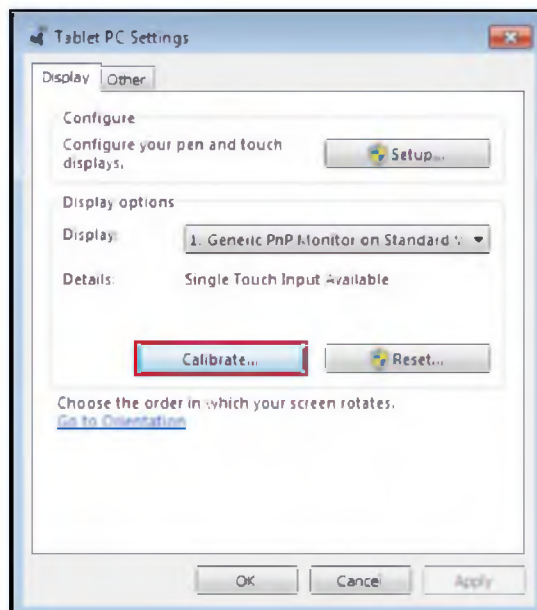 Tablet PC Settings
Display Other
Configure
Configure your pen and touch
displays.
Setup...
Display options
Display:
1. Generic PnP Monitor on Standard
Details:
Single Touch Input Available
Calibrate...
Reset...
Choose the order in which your screen rotates.
Go to Orientation
OK
Cancel
Apply